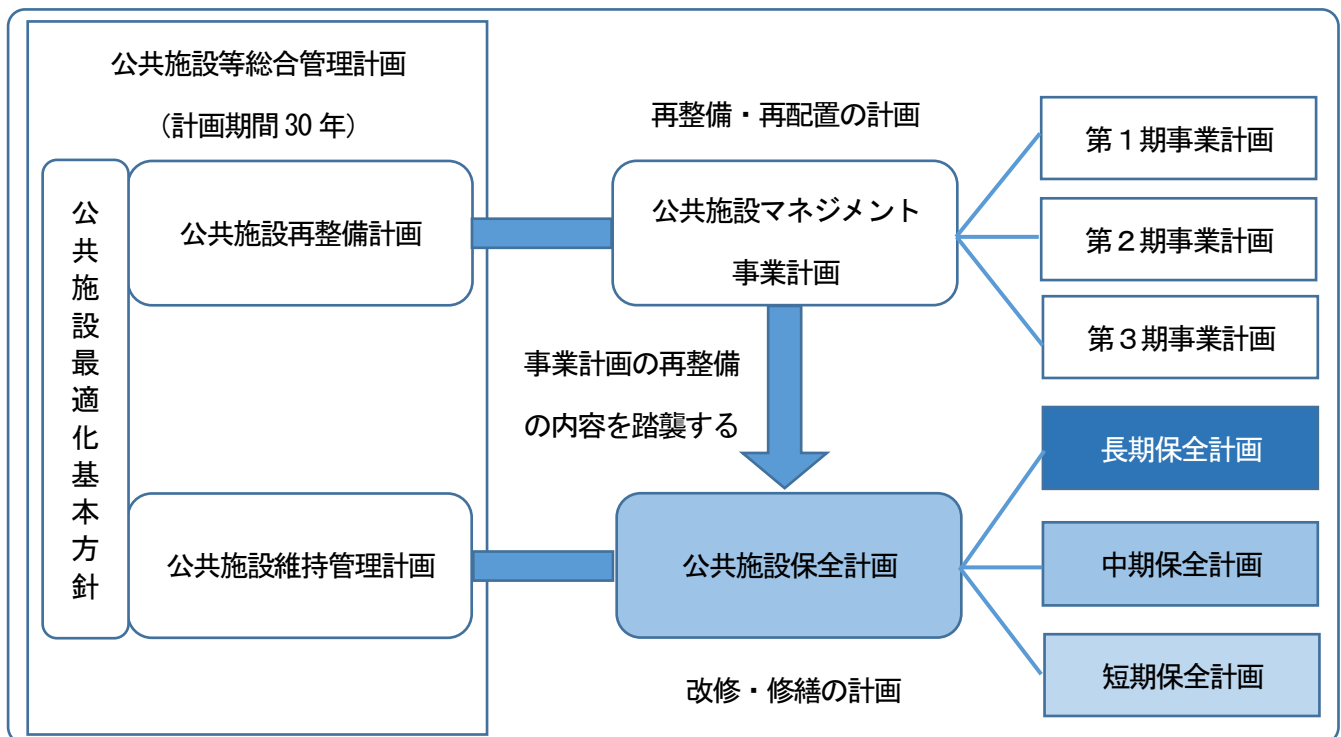 公共施設等総合管理計画
（計画期間 30 年）
公共施設最適化基本方針
公共施設再整備計画
公共施設維持管理計画
再整備・再配置の計画
公共施設マネジメント
事業計画
事業計画の再整備
の内容を踏襲する
公共施設保全計画
改修・修繕の計画
第１期事業計画
第２期事業計画
第３期事業計画
長期保全計画
中期保全計画
短期保全計画